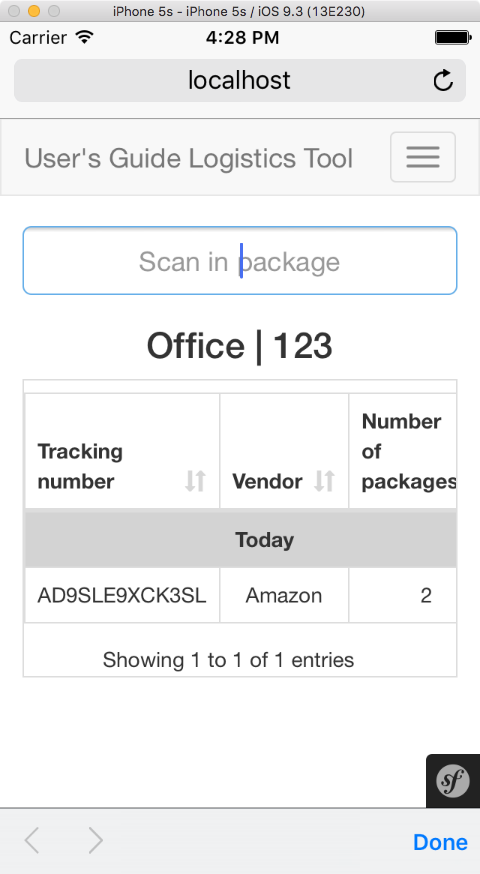 iPhone 5s - iPhone 5s / iOS 9.3 (13E230)
Carrier 4:28 PM
localhost
User's Guide Logistics Tool
Scan in package
Office | 123
Tracking number
Vendor
Number of packages
Today
AD9SLE9XCK3SL Amazon 2
Showing 1 to 1 of 1 entries
sf
Done